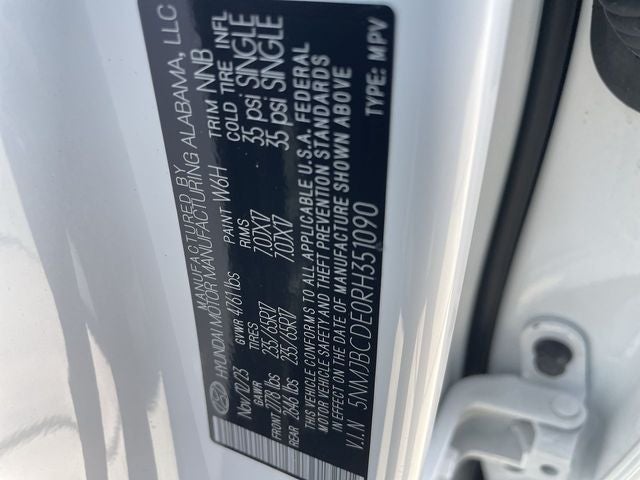 MANUFACTURED BY
HYUNDAI MOTOR MANUFACTURING ALABAMA, LLC
Nov/02/23 GVWR 4761 lbs PAINT W6H TRIM NNB
GAWR TIRES RIMS COLD TIRE INFL
FRONT 2778 lbs 235/65R17 7.0JX17 35 psi SINGLE
REAR 2646 lbs 235/65R17 7.0JX17 35 psi SINGLE
THIS VEHICLE CONFORMS TO ALL APPLICABLE U.S.A. FEDERAL
MOTOR VEHICLE SAFETY AND THEFT PREVENTION STANDARDS
IN EFFECT ON THE DATE OF MANUFACTURE SHOWN ABOVE
V.I.N 5NMJBCDE0RH351090 TYPE: MPV